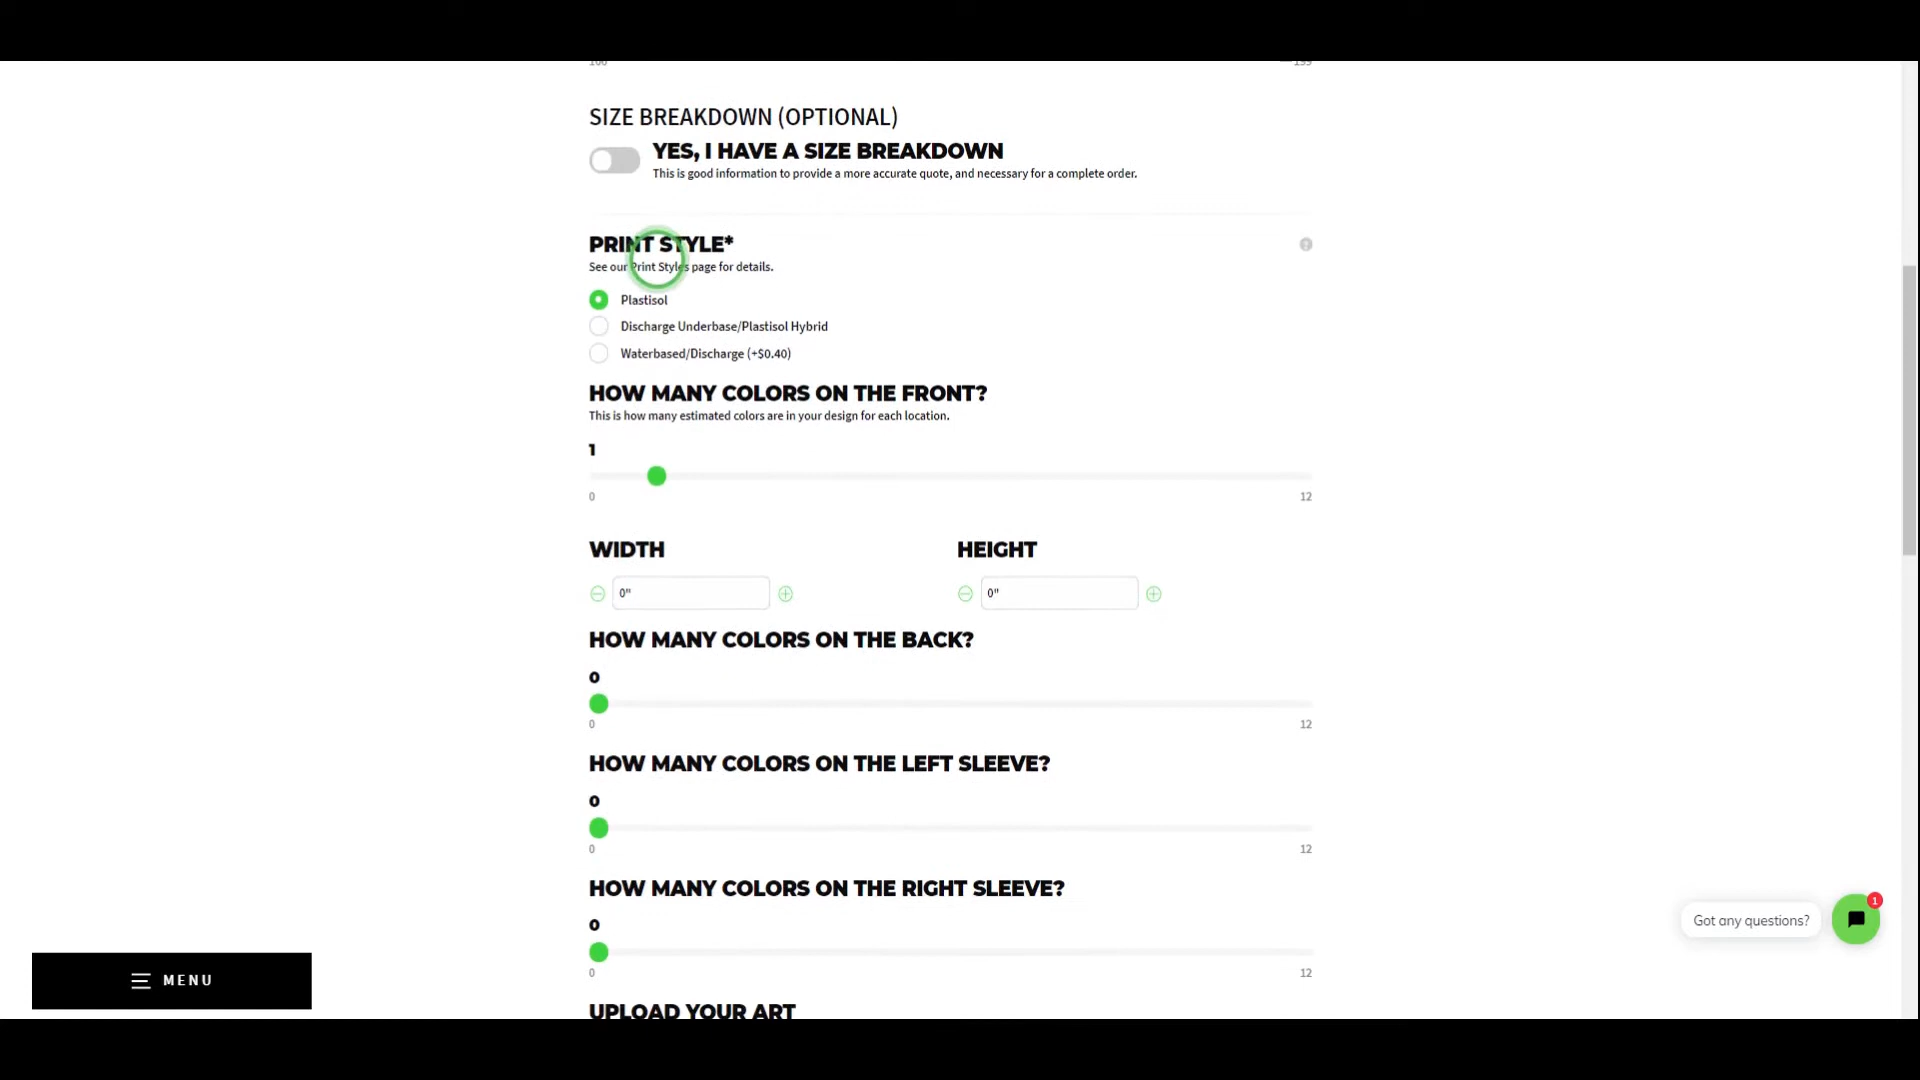 100
199
SIZE BREAKDOWN (OPTIONAL)
YES, I HAVE A SIZE BREAKDOWN
This is good information to provide a more accurate quote, and necessary for a complete order.
PRINT STYLE*
See our Print Styles page for details.
Plastisol
Discharge Underbase/Plastisol Hybrid
Waterbased/Discharge (+$0.40)
HOW MANY COLORS ON THE FRONT?
This is how many estimated colors are in your design for each location.
1
0 12
WIDTH HEIGHT
0" 0"
HOW MANY COLORS ON THE BACK?
0
0 12
HOW MANY COLORS ON THE LEFT SLEEVE?
0
0 12
HOW MANY COLORS ON THE RIGHT SLEEVE?
0
0 12
UPLOAD YOUR ART
MENU
Got any questions?
1